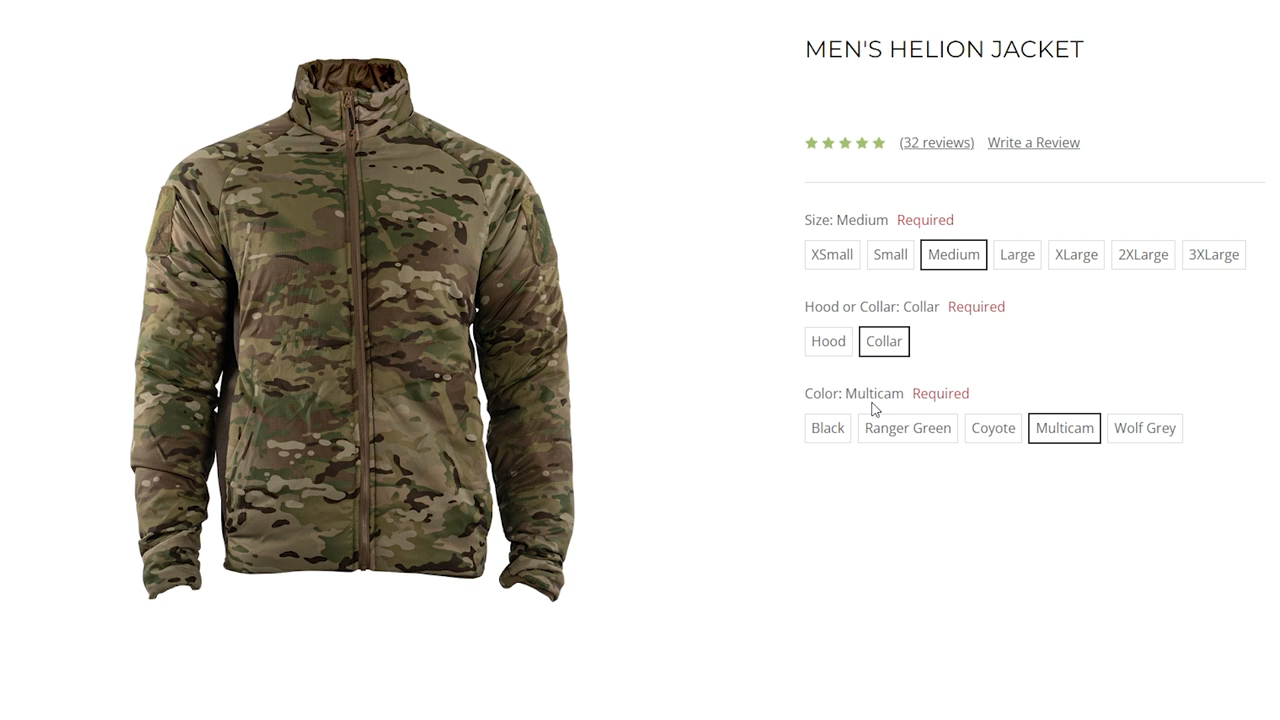 MEN'S HELION JACKET
(32 reviews) Write a Review
Size: Medium Required
XSmall Small Medium Large XLarge 2XLarge 3XLarge
Hood or Collar: Collar Required
Hood Collar
Color: Multicam Required
Black Ranger Green Coyote Multicam Wolf Grey